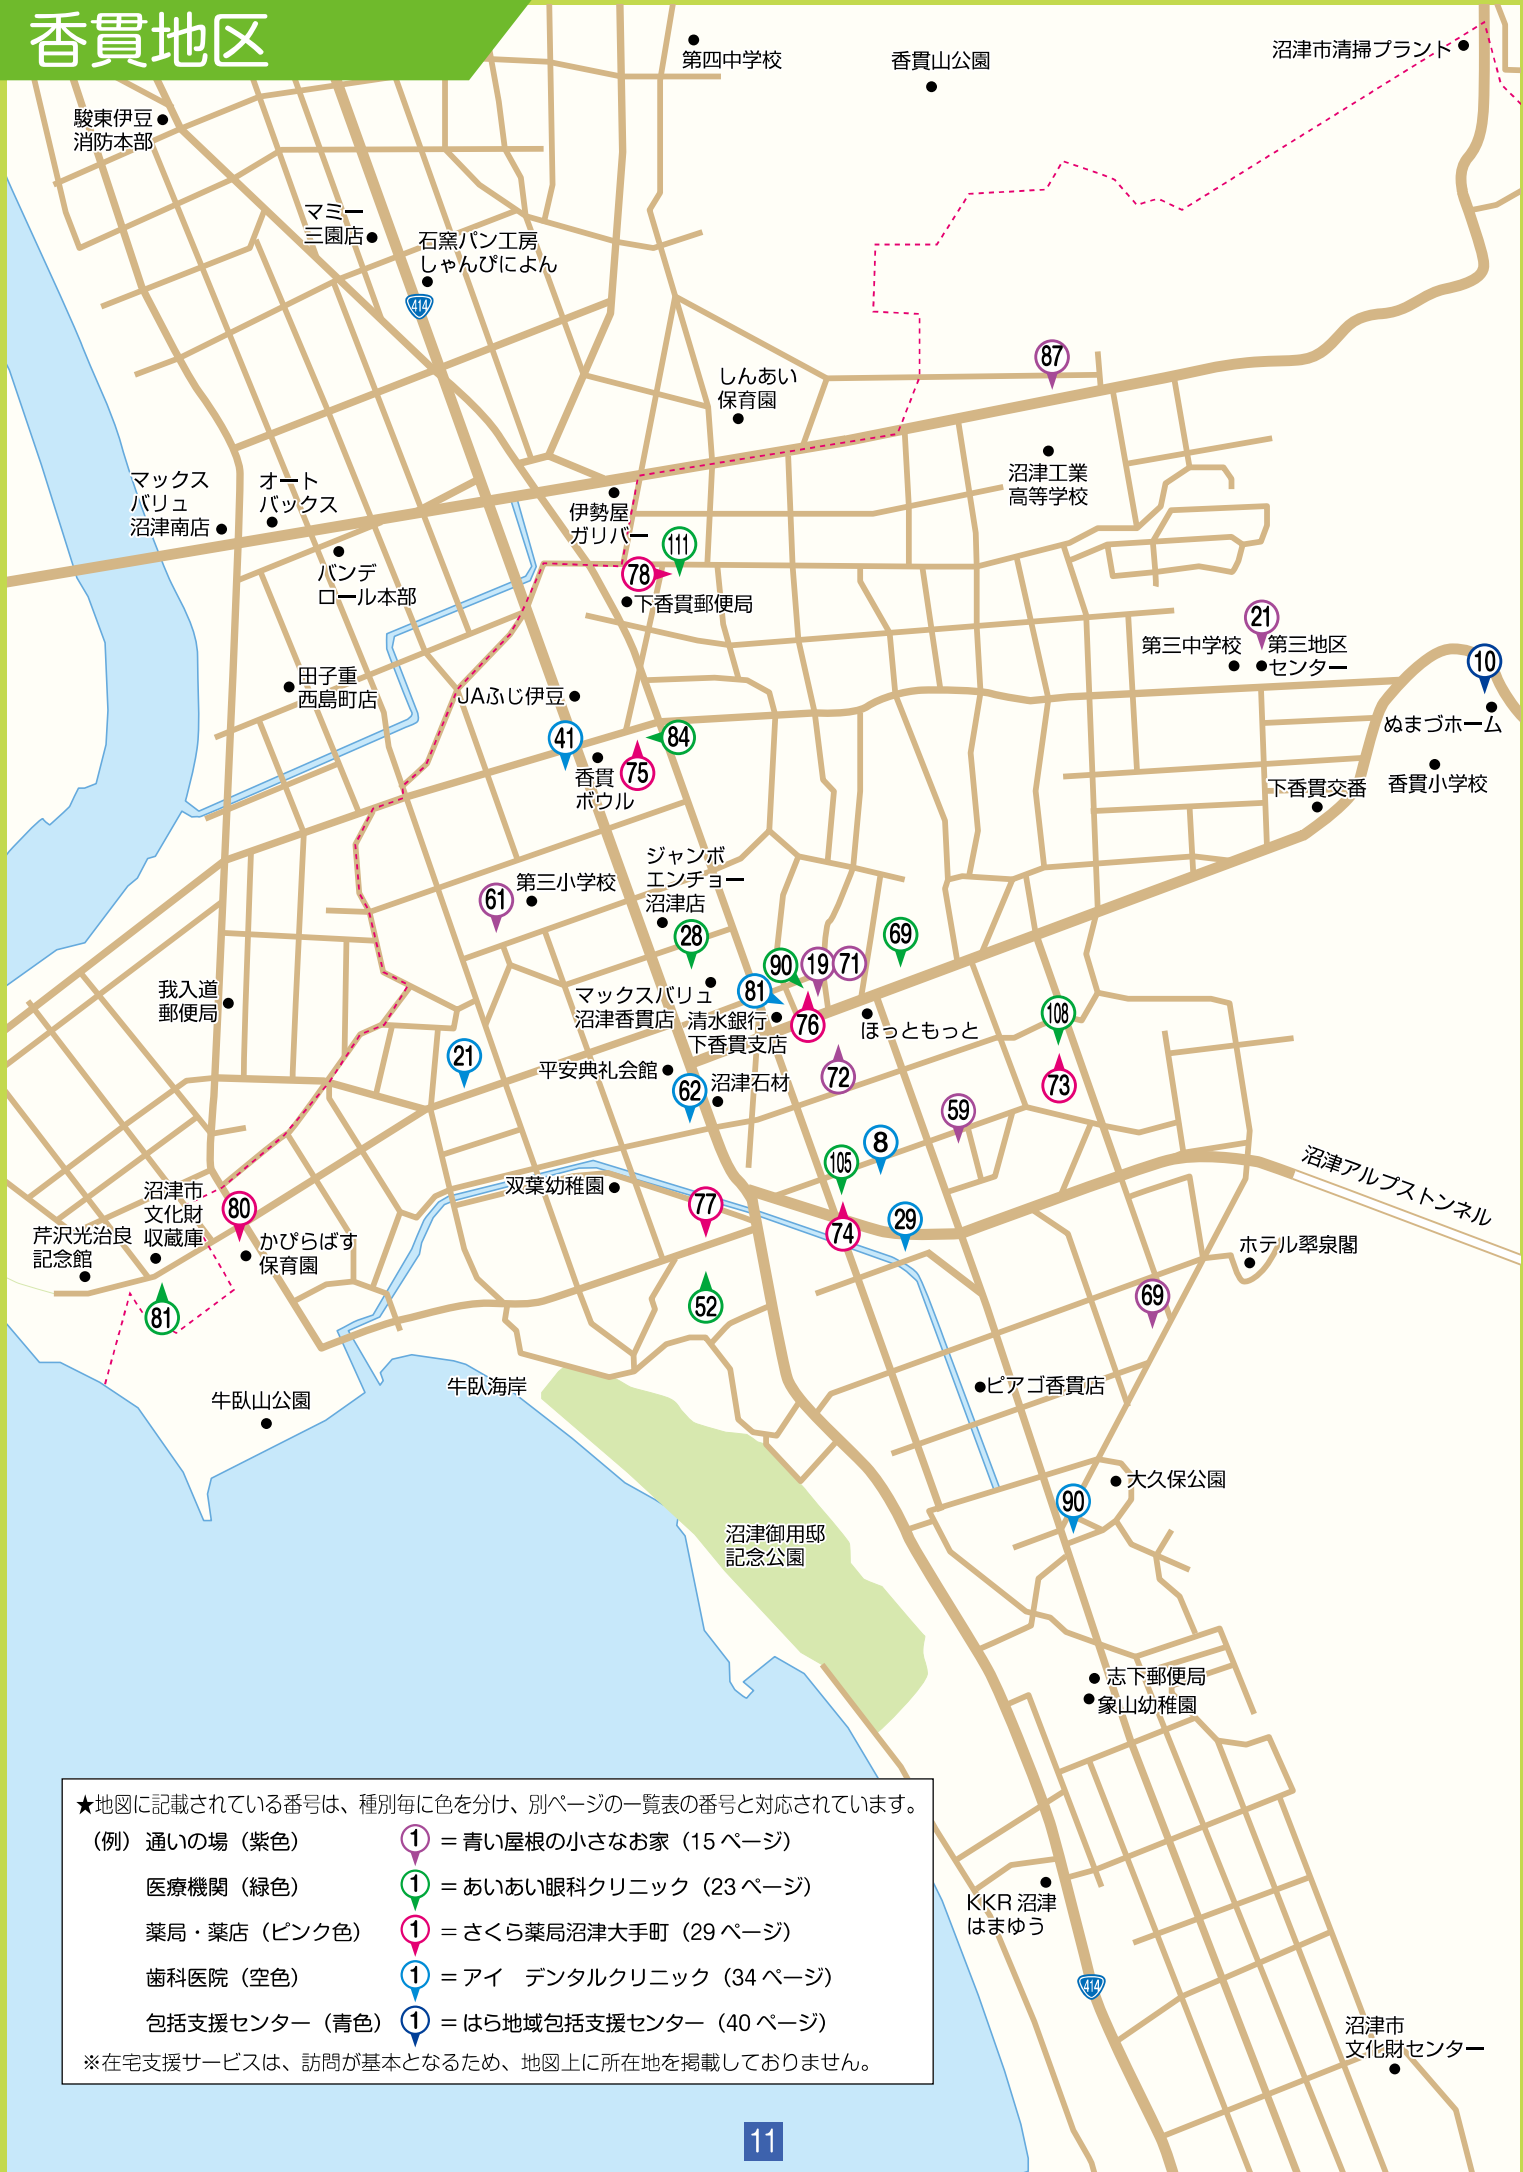 香貫地区
第四中学校
香貫山公園
沼津市清掃プラント
駿東伊豆
消防本部
マミー
三園店
石窯パン工房
しゃんぴによん
414
87
しんあい
保育園
沼津工業
高等学校
マックス
バリュ
沼津南店
オート
バックス
バンデ
ロール本部
伊勢屋
ガリバー
111
78
下香貫郵便局
21
第三中学校
第三地区
センター
10
ぬまづホーム
田子重
西島町店
JAふじ伊豆
41
84
75
香貫
ボウル
下香貫交番
香貫小学校
ジャンボ
エンチョー
沼津店
61
第三小学校
28
69
90
19
71
81
76
マックスバリュ
沼津香貫店
清水銀行
下香貫支店
ほっともっと
108
73
我入道
郵便局
21
平安典礼会館
62
沼津石材
72
59
8
105
沼津アルプストンネル
双葉幼稚園
77
74
29
沼津市
文化財
収蔵庫
80
芹沢光治良
記念館
かぴらばす
保育園
ホテル翠泉閣
81
52
69
牛臥山公園
牛臥海岸
ピアゴ香貫店
大久保公園
90
沼津御用邸
記念公園
志下郵便局
象山幼稚園
★地図に記載されている番号は、種別毎に色を分け、別ページの一覧表の番号と対応されています。
（例）通いの場（紫色） 1 ＝青い屋根の小さなお家（15 ページ）
医療機関（緑色） 1 ＝あいあい眼科クリニック（23 ページ）
薬局・薬店（ピンク色） 1 ＝さくら薬局沼津大手町（29 ページ）
歯科医院（空色） 1 ＝アイ　デンタルクリニック（34 ページ）
包括支援センター（青色） 1 ＝はら地域包括支援センター（40 ページ）
※在宅支援サービスは、訪問が基本となるため、地図上に所在地を掲載しておりません。
KKR 沼津
はまゆう
414
沼津市
文化財センター
11